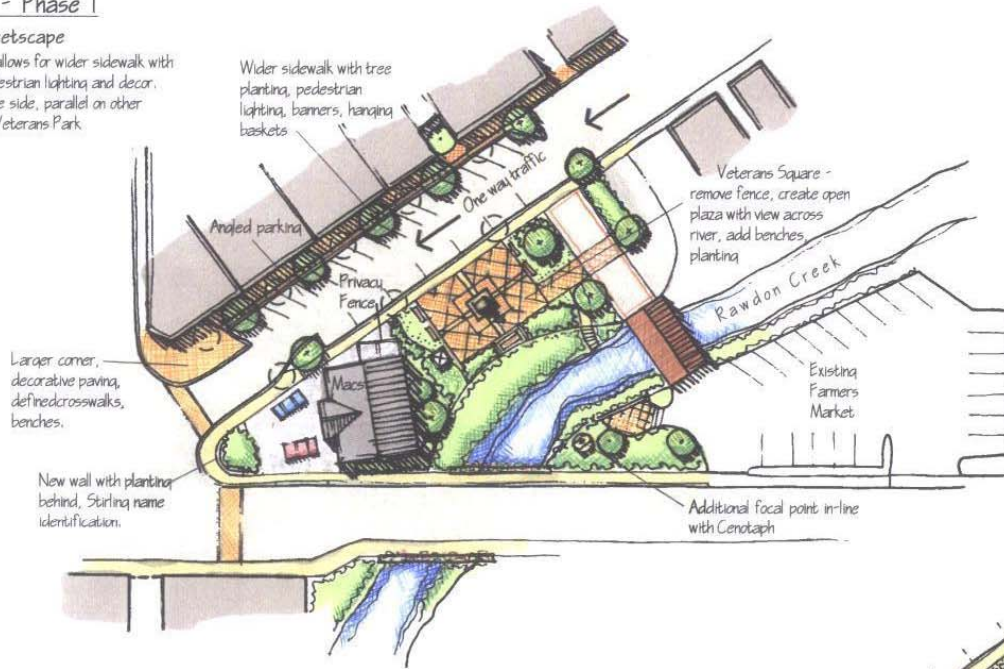 - Phase 1
etscape
llows for wider sidewalk with
estrian lighting and decor.
e side, parallel on other
Veterans Park
Wider sidewalk with tree
planting, pedestrian
lighting, banners, hanging
baskets
One way traffic
Veterans Square -
remove fence, create open
plaza with view across
river, add benches,
planting
Angled parking
Privacy
Fence
Rawdon Creek
Larger corner,
decorative paving,
definedcrosswalks,
benches.
Macs
Existing
Farmers
Market
New wall with planting
behind, Stirling name
identification.
Additional focal point in-line
with Cenotaph